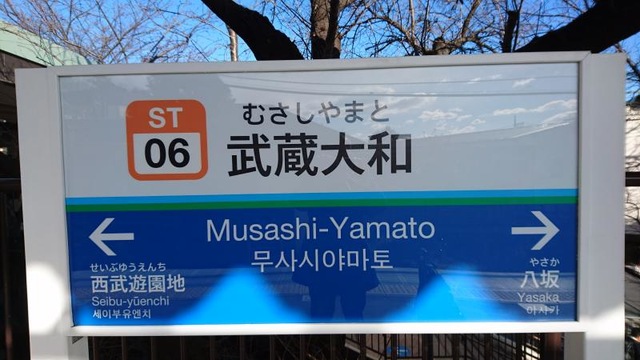 ST
06
むさしやまと
武蔵大和
Musashi-Yamato
무사시야마토
せいぶゆうえんち
西武遊園地
Seibu-yūenchi
세이부유엔치
やさか
八坂
Yasaka
야사카